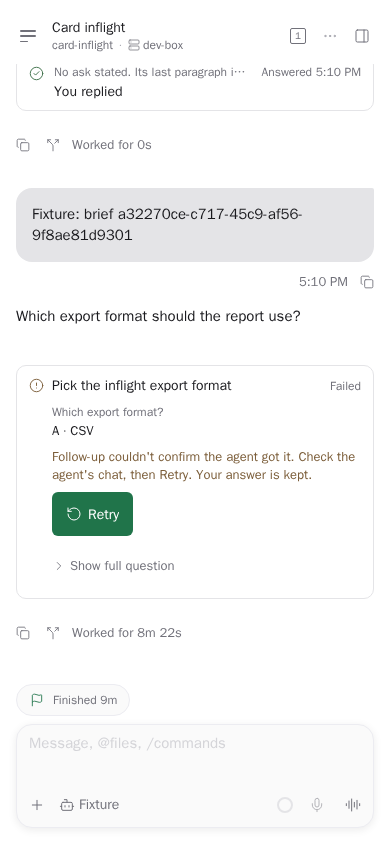 Card inflight
card-inflight · dev-box
1
No ask stated. Its last paragraph i··· Answered 5:10 PM
You replied
Worked for 0s
Fixture: brief a32270ce-c717-45c9-af56-
9f8ae81d9301
5:10 PM
Which export format should the report use?
Pick the inflight export format Failed
Which export format?
A · CSV
Follow-up couldn't confirm the agent got it. Check the
agent's chat, then Retry. Your answer is kept.
Retry
Show full question
Worked for 8m 22s
Finished 9m
Message, @files, /commands
Fixture